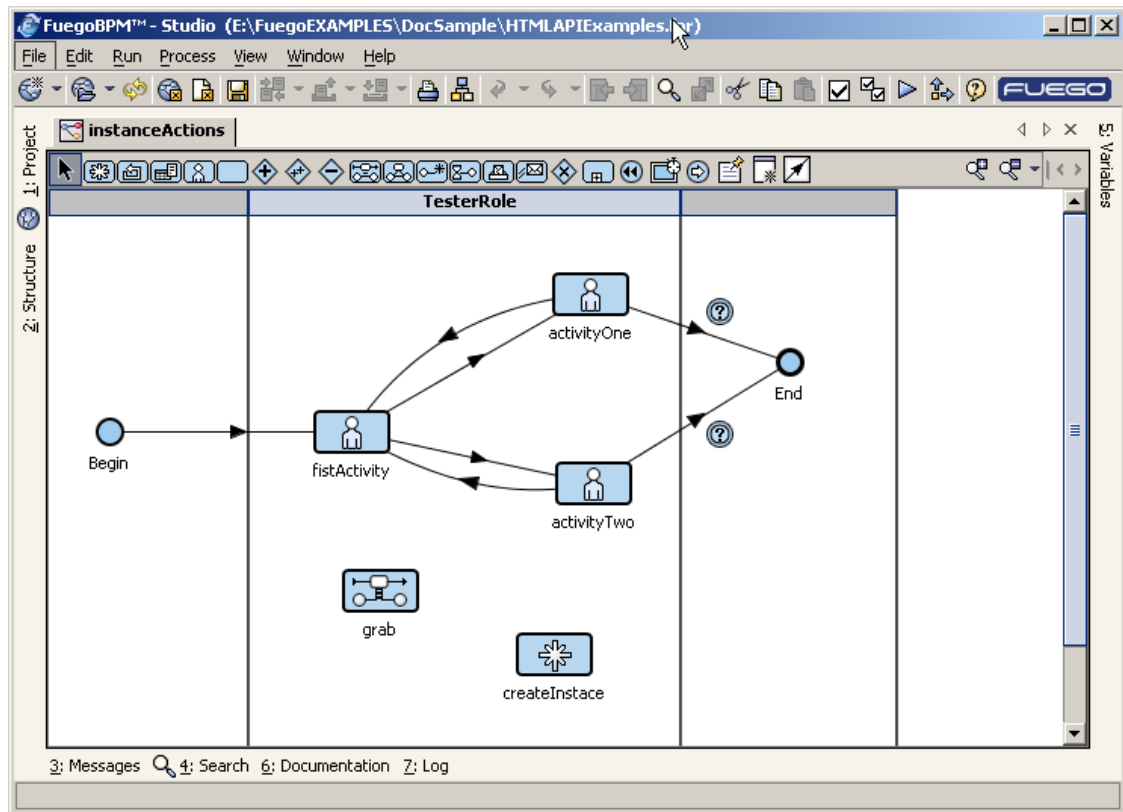 FuegoBPM™ - Studio (E:\FuegoEXAMPLES\DocSample\HTMLAPIExamples.
File Edit Run Process View Window Help
FUEGO
1: Project
2: Structure
instanceActions
5: Variables
TesterRole
activityOne
End
Begin
fistActivity
activityTwo
grab
createInstace
3: Messages 4: Search 6: Documentation 7: Log